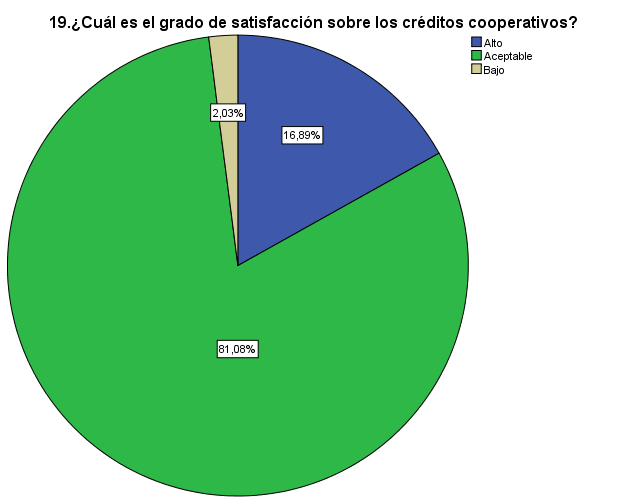 19.¿Cuál es el grado de satisfacción sobre los créditos cooperativos?
Alto
Aceptable
Bajo
2,03%
16,89%
81,08%